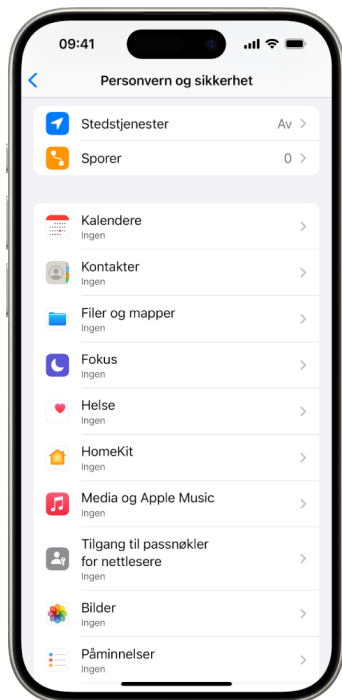 09:41
Personvern og sikkerhet
Stedstjenester Av
Sporer 0
Kalendere
Ingen
Kontakter
Ingen
Filer og mapper
Ingen
Fokus
Ingen
Helse
Ingen
HomeKit
Ingen
Media og Apple Music
Ingen
Tilgang til passnøkler
for nettlesere
Ingen
Bilder
Ingen
Påminnelser
Ingen